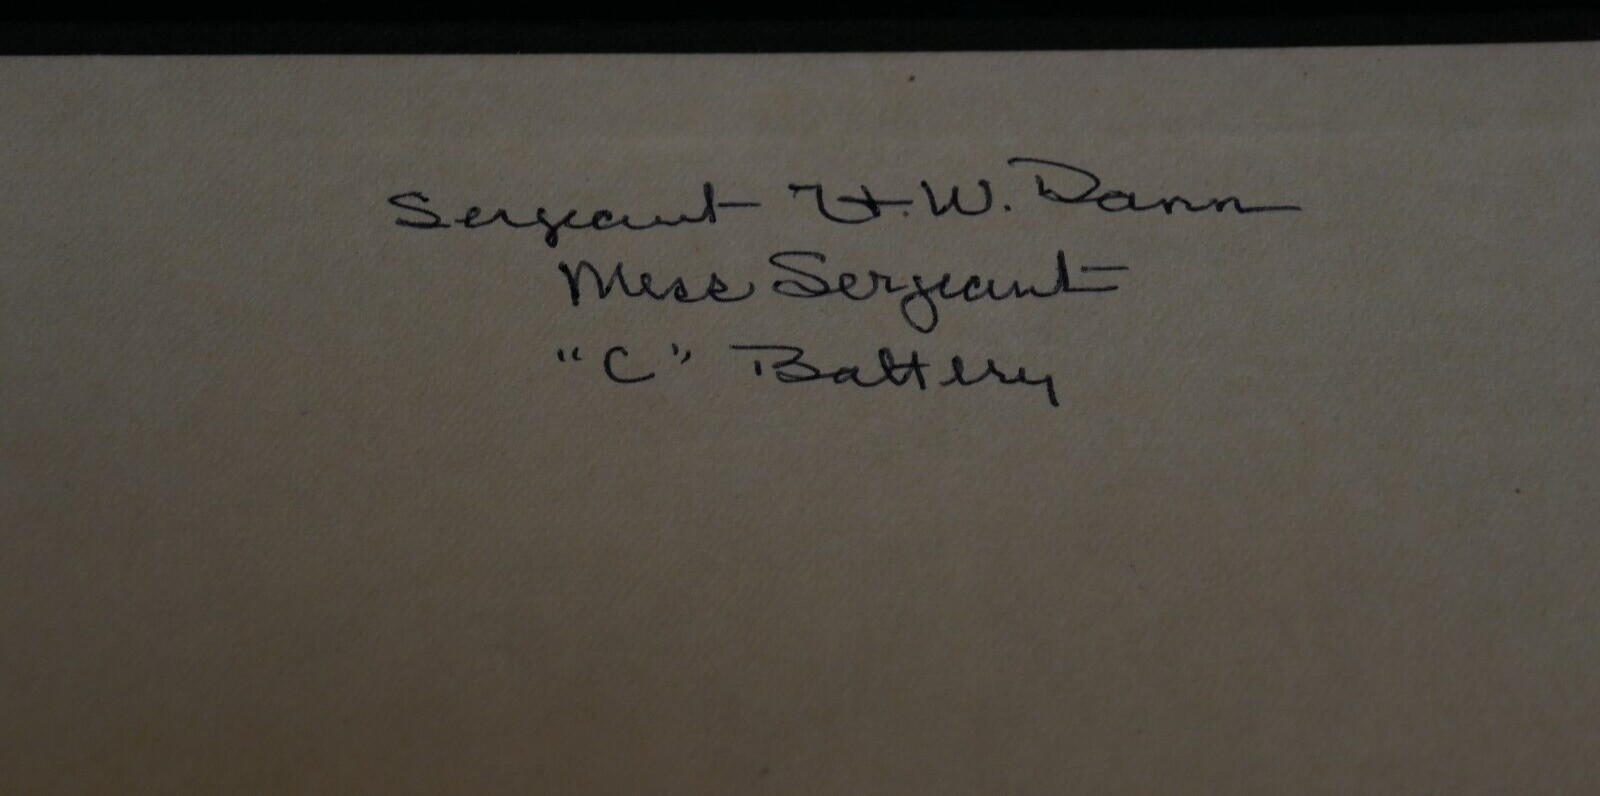 Sergeant H.W. Dann
Mess Sergeant
"C" Battery